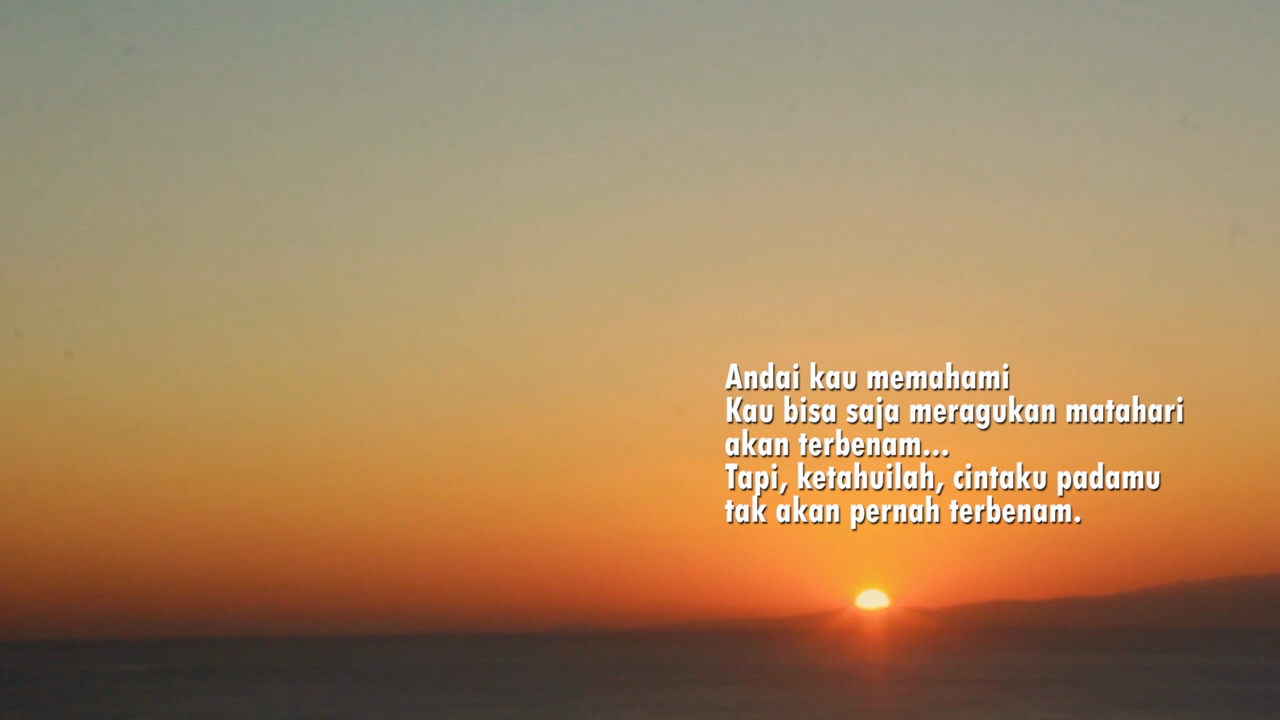 Andai kau memahami
Kau bisa saja meragukan matahari
akan terbenam...
Tapi, ketahuilah, cintaku padamu
tak akan pernah terbenam.